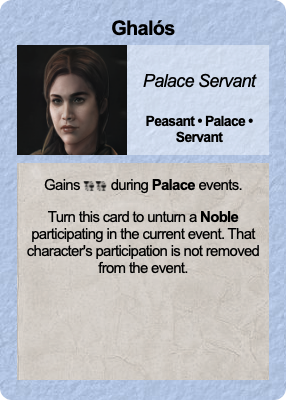 Ghalós
Palace Servant
Peasant • Palace •
Servant
Gains during Palace events.
Turn this card to unturn a Noble
participating in the current event. That
character's participation is not removed
from the event.